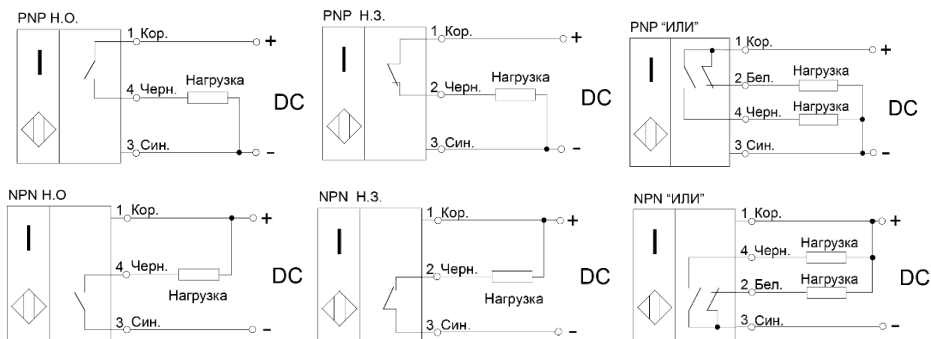 PNP Н.О.
1 Кор.
+
Нагрузка
4 Черн.
DC
3 Син.
-
PNP Н.З.
1 Кор.
+
Нагрузка
2 Черн.
DC
3 Син.
-
PNP “ИЛИ”
1 Кор.
+
Нагрузка
2 Бел.
Нагрузка
DC
4 Черн.
3 Син.
-
NPN Н.О
1 Кор.
+
4 Черн.
DC
Нагрузка
3 Син.
-
NPN Н.З.
1 Кор.
+
2 Черн.
DC
Нагрузка
3 Син.
-
NPN “ИЛИ”
1 Кор.
+
Нагрузка
4 Черн.
Нагрузка
DC
2 Бел.
3 Син.
-